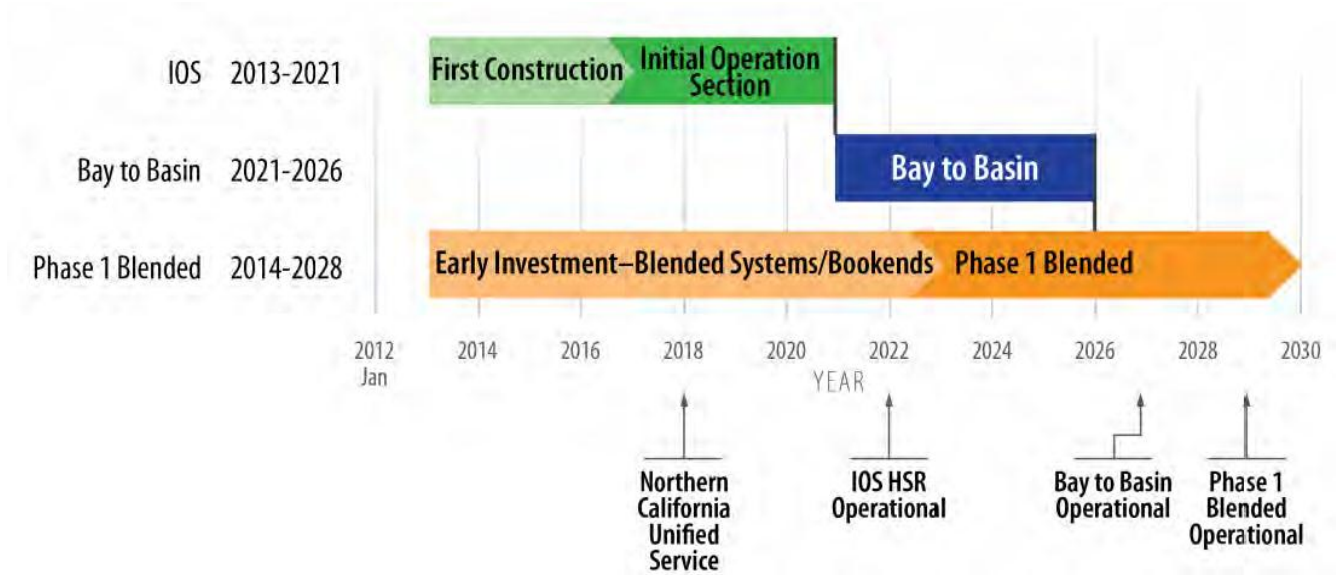 IOS 2013-2021
First Construction
Initial Operation
Section
Bay to Basin 2021-2026
Bay to Basin
Phase 1 Blended 2014-2028
Early Investment–Blended Systems/Bookends
Phase 1 Blended
2012 2014 2016 2018 2020 2022 2024 2026 2028 2030
Jan
YEAR
Northern
California
Unified
Service
IOS HSR
Operational
Bay to Basin
Operational
Phase 1
Blended
Operational